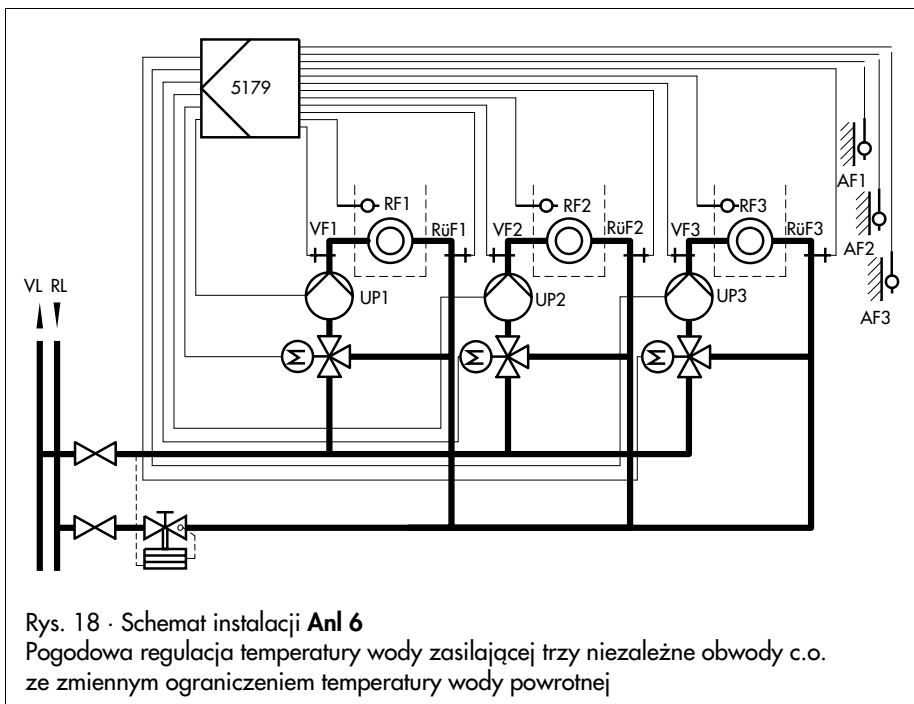 5179
RF1
RF2
RF3
AF1
VF1
RüF1
VF2
RüF2
VF3
RüF3
AF2
VL RL
UP1
UP2
UP3
AF3
M
M
M
Rys. 18 · Schemat instalacji Anl 6
Pogodowa regulacja temperatury wody zasilającej trzy niezależne obwody c.o.
ze zmiennym ograniczeniem temperatury wody powrotnej